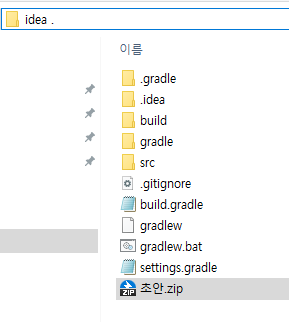 idea .
이름
.gradle
.idea
build
gradle
src
.gitignore
build.gradle
gradlew
gradlew.bat
settings.gradle
ZIP 초안.zip